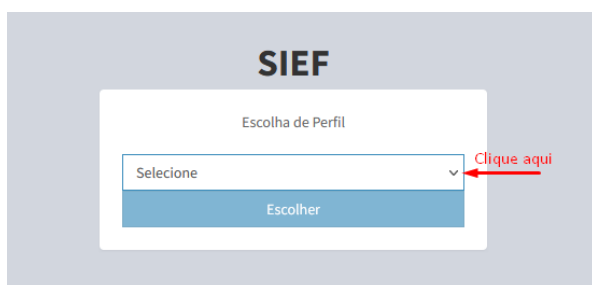 SIEF
Escolha de Perfil
Selecione
Clique aqui
Escolher